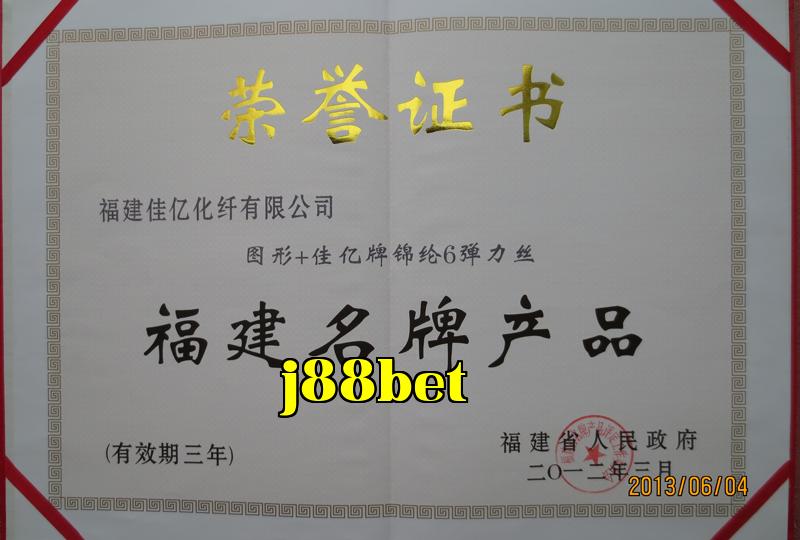 荣誉证书
福建佳亿化纤有限公司
图形+佳亿牌锦纶6弹力丝
福建名牌产品
j88bet
(有效期三年)
福建省人民政府
二〇一二年三月
2013/06/04